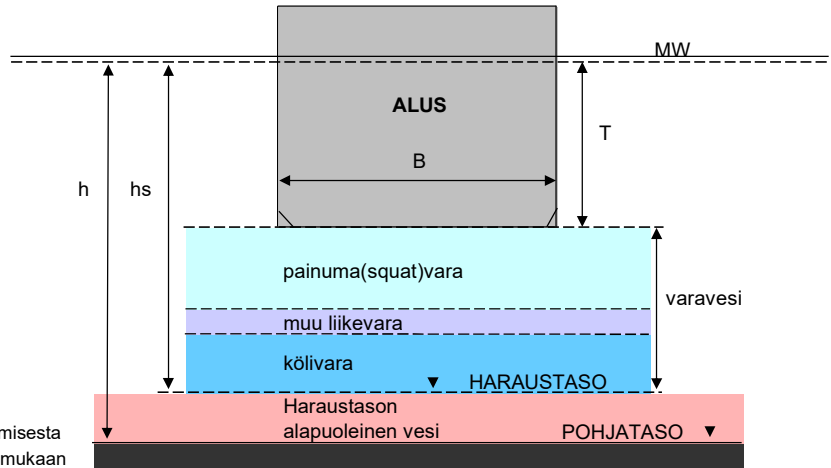 MW
ALUS
T
B
h
hs
painuma(squat)vara
varavesi
muu liikevara
kölivara
HARAUSTASO
Haraustason
alapuoleinen vesi
POHJATASO
misesta
mukaan